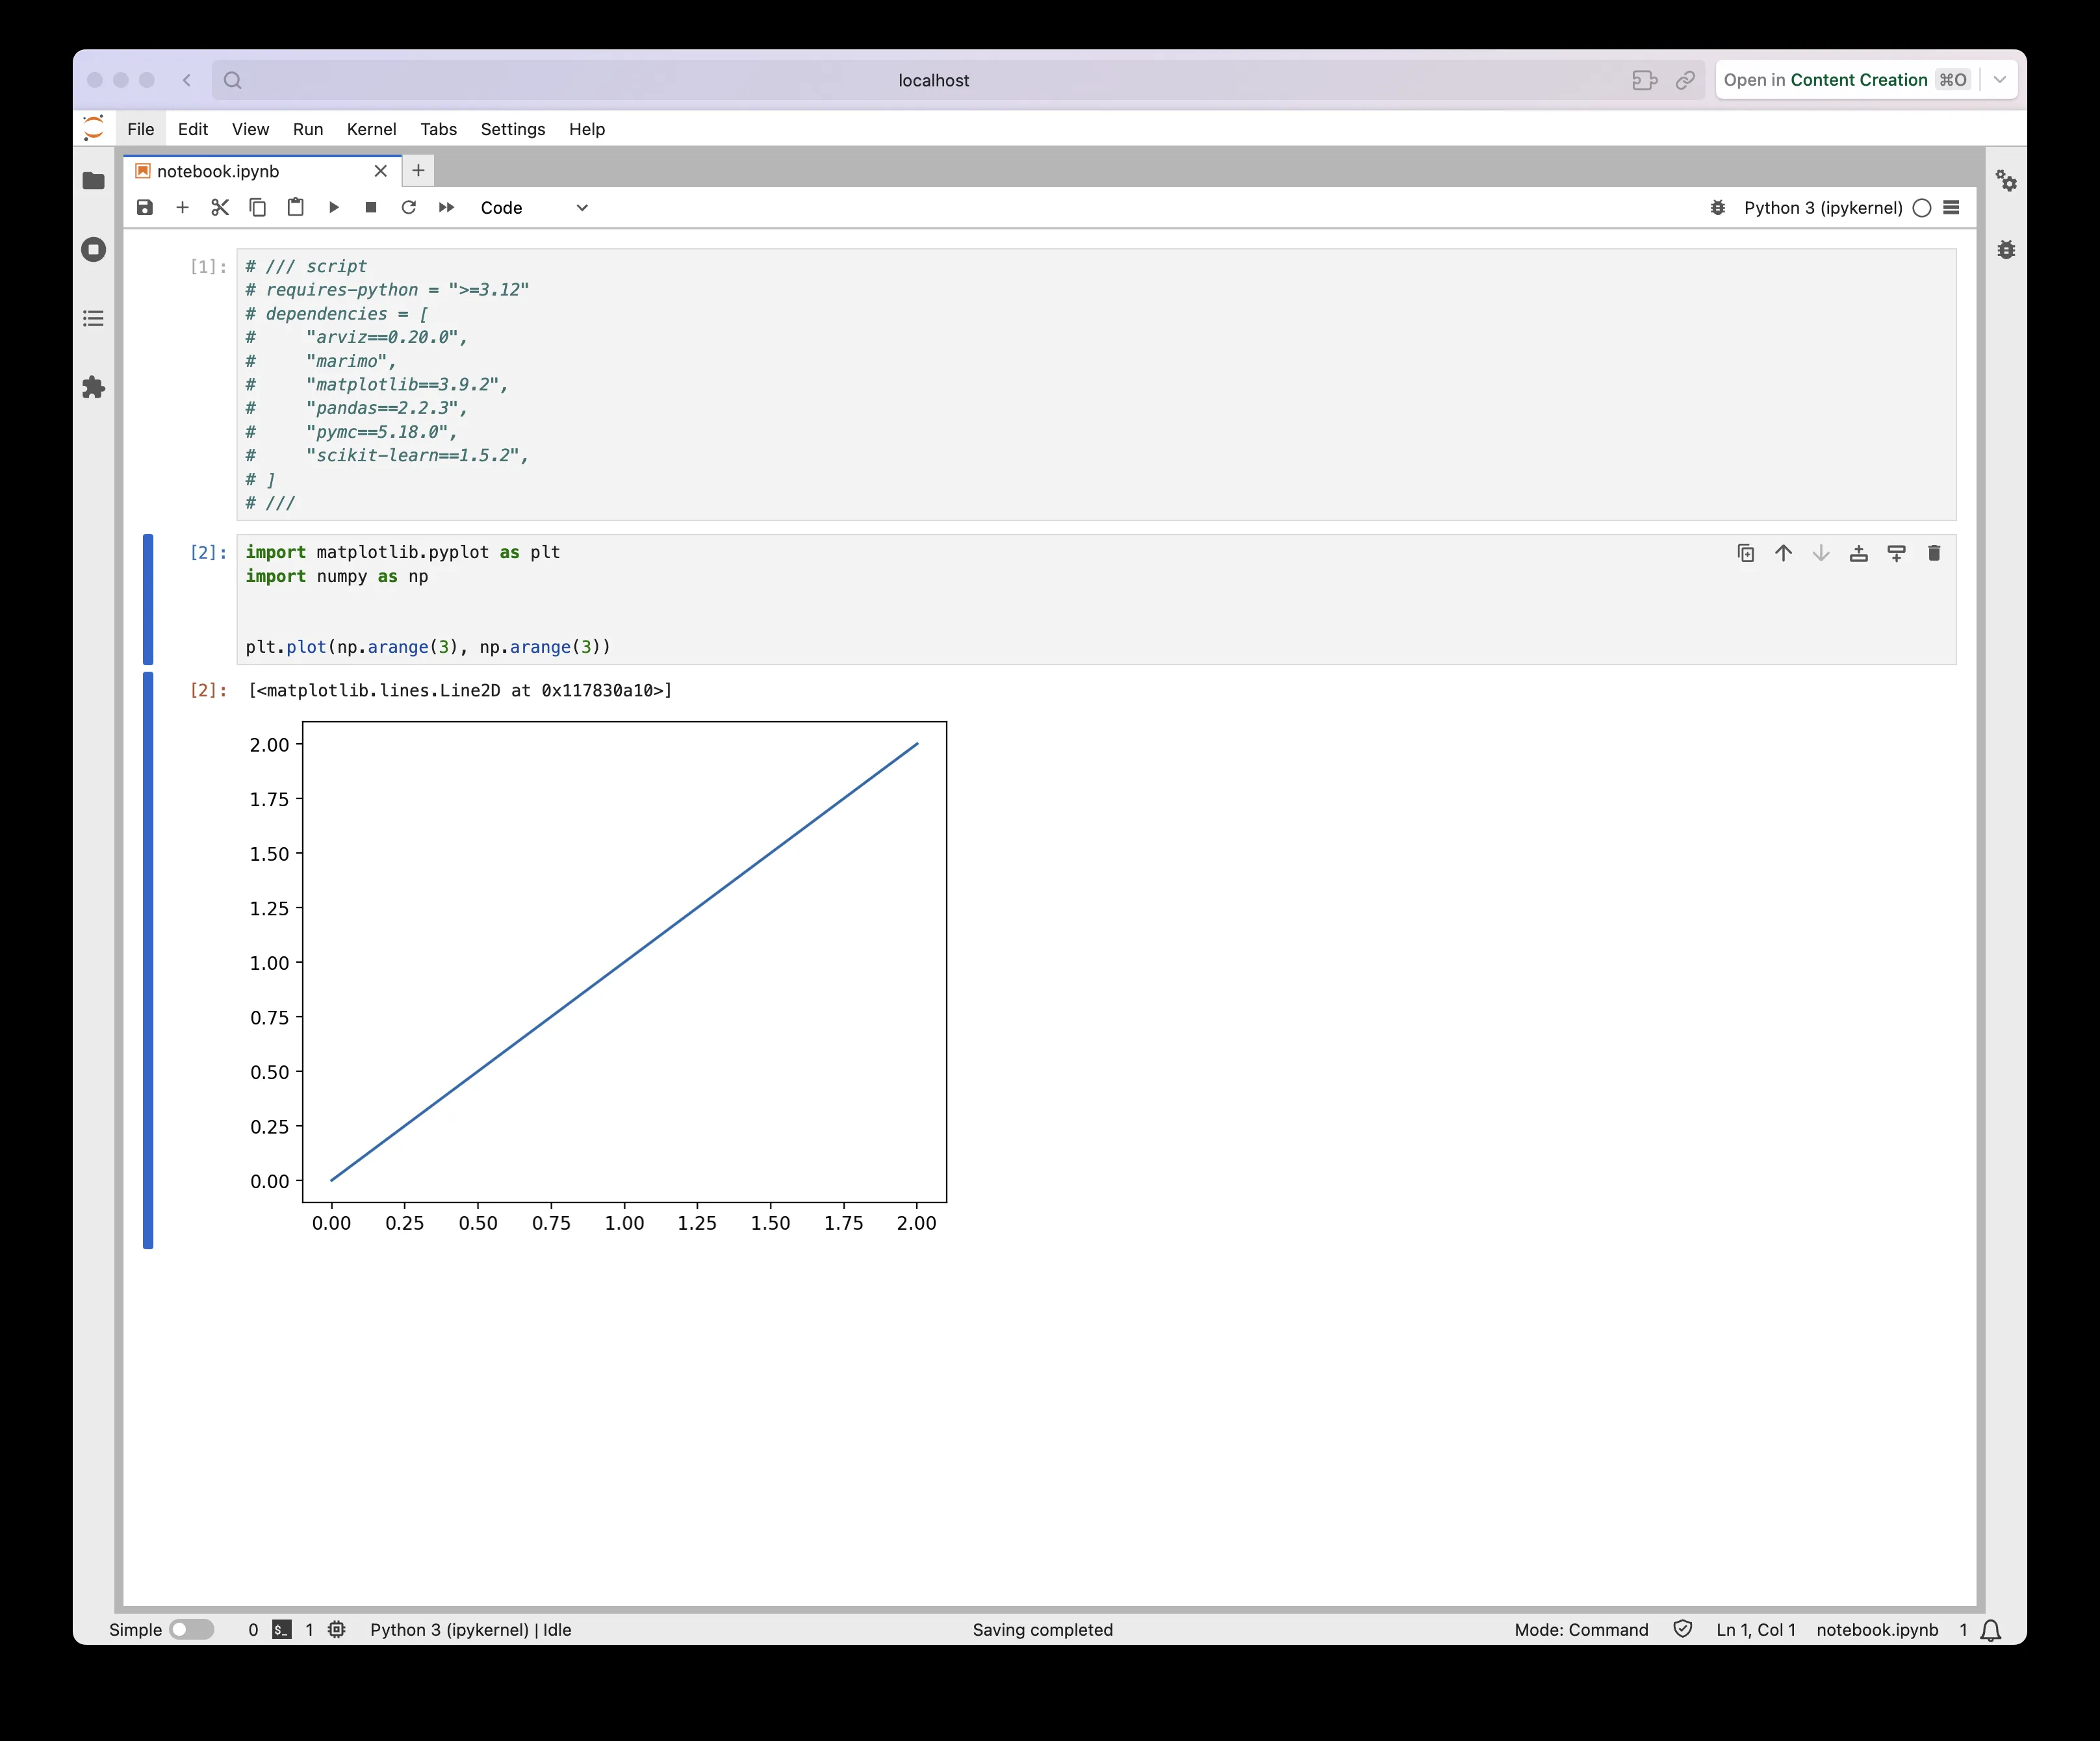 localhost
Open in Content Creation ⌘O
File Edit View Run Kernel Tabs Settings Help
notebook.ipynb
Code
Python 3 (ipykernel)
[1]:
# /// script
# requires-python = ">=3.12"
# dependencies = [
#     "arviz==0.20.0",
#     "marimo",
#     "matplotlib==3.9.2",
#     "pandas==2.2.3",
#     "pymc==5.18.0",
#     "scikit-learn==1.5.2",
# ]
# ///
[2]:
import matplotlib.pyplot as plt
import numpy as np
plt.plot(np.arange(3), np.arange(3))
[2]: [<matplotlib.lines.Line2D at 0x117830a10>]
2.00
1.75
1.50
1.25
1.00
0.75
0.50
0.25
0.00
0.00 0.25 0.50 0.75 1.00 1.25 1.50 1.75 2.00
Simple 0 $_ 1 Python 3 (ipykernel) | Idle Saving completed Mode: Command Ln 1, Col 1 notebook.ipynb 1